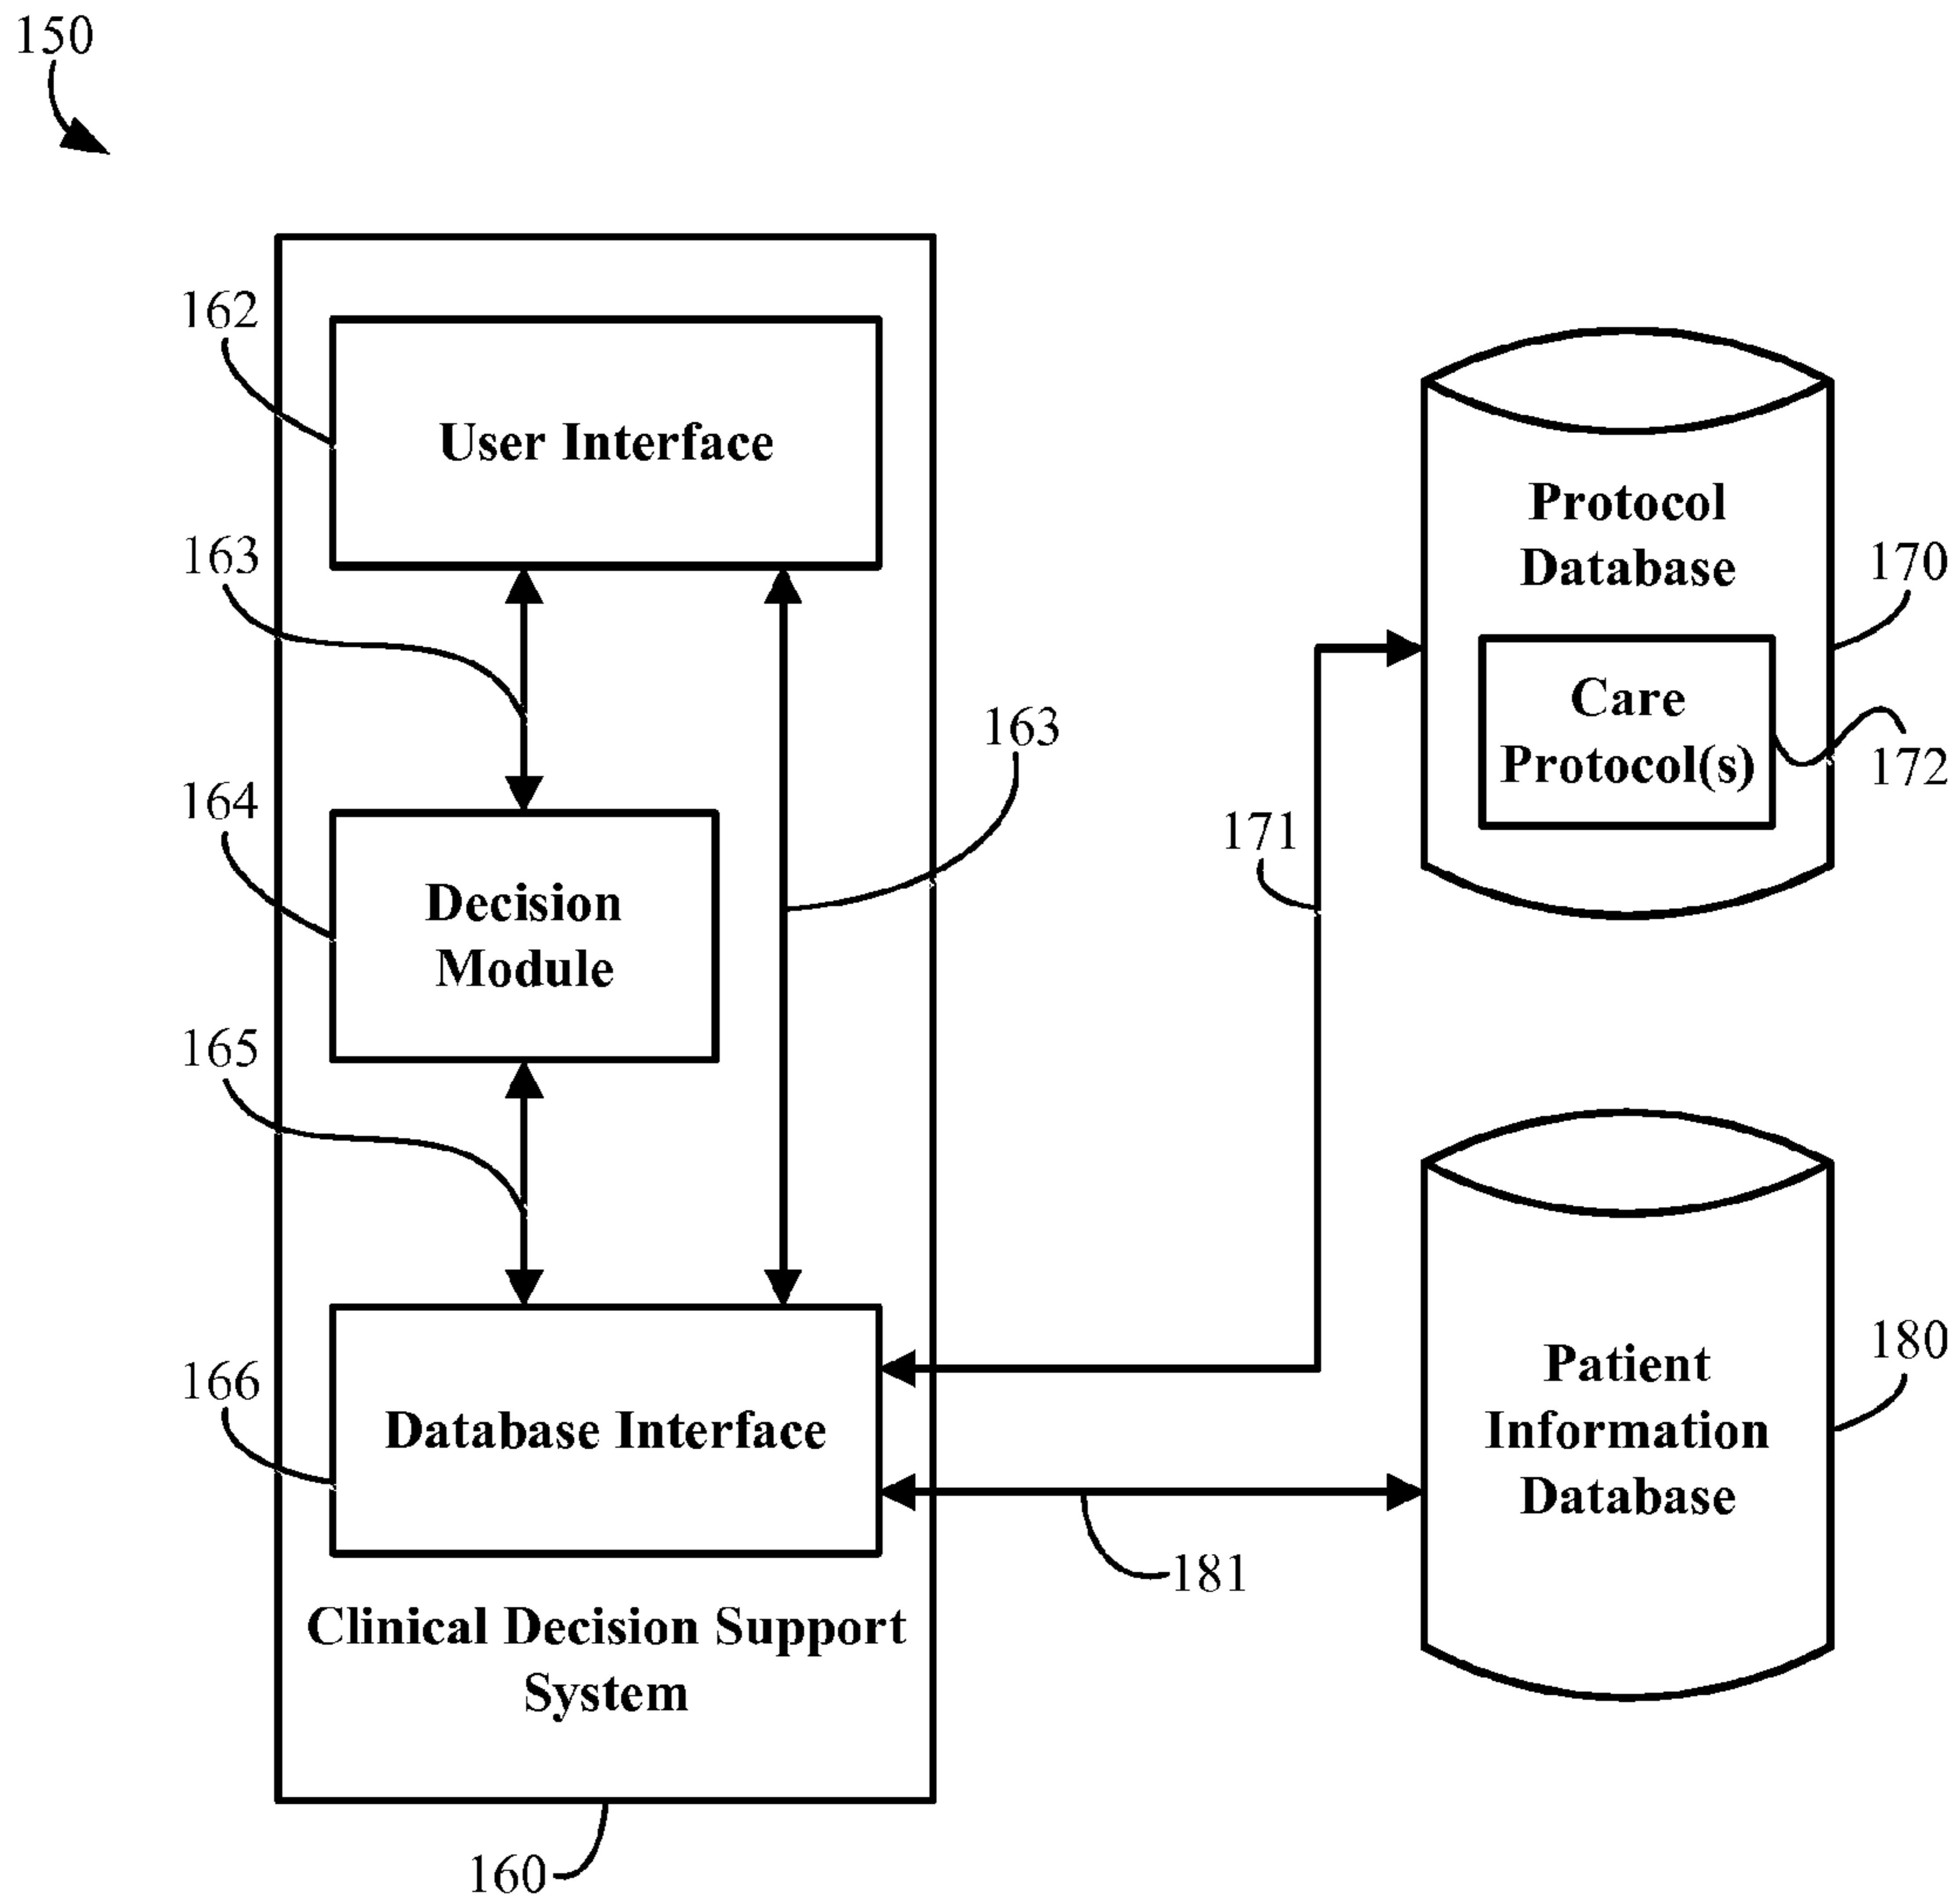 150
162
User Interface
163
163
164
Decision
Module
165
166
Database Interface
Clinical Decision Support
System
160
171
Protocol
Database
170
Care
Protocol(s)
172
Patient
Information
Database
180
181